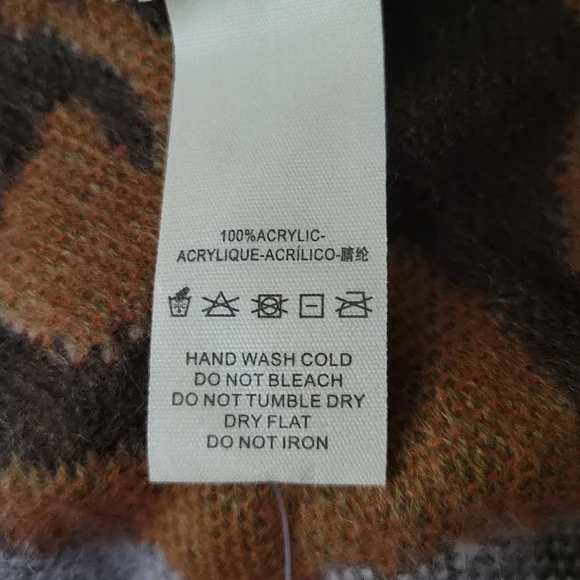 100%ACRYLIC-
ACRYLIQUE-ACRÍLICO-腈纶
HAND WASH COLD
DO NOT BLEACH
DO NOT TUMBLE DRY
DRY FLAT
DO NOT IRON